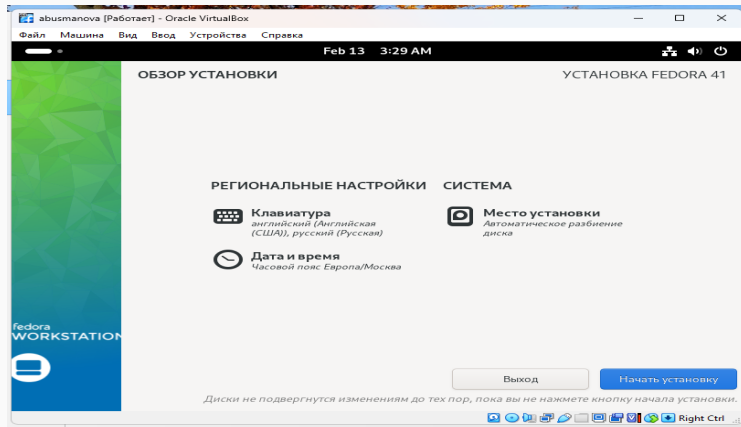 abusmanova [Работает] - Oracle VirtualBox
Файл Машина Вид Ввод Устройства Справка
Feb 13 3:29 AM
ОБЗОР УСТАНОВКИ
УСТАНОВКА FEDORA 41
РЕГИОНАЛЬНЫЕ НАСТРОЙКИ
Клавиатура
английский (Английская
(США)), русский (Русская)
Дата и время
Часовой пояс Европа/Москва
СИСТЕМА
Место установки
Автоматическое разбиение
диска
fedora
WORKSTATION
Выход
Начать установку
Диски не подвергнутся изменениям до тех пор, пока вы не нажмете кнопку начала установки.
Right Ctrl